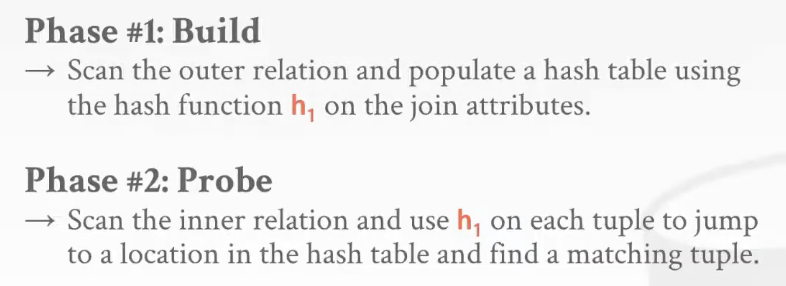 Phase #1: Build
→ Scan the outer relation and populate a hash table using
the hash function h₁ on the join attributes.
Phase #2: Probe
→ Scan the inner relation and use h₁ on each tuple to jump
to a location in the hash table and find a matching tuple.